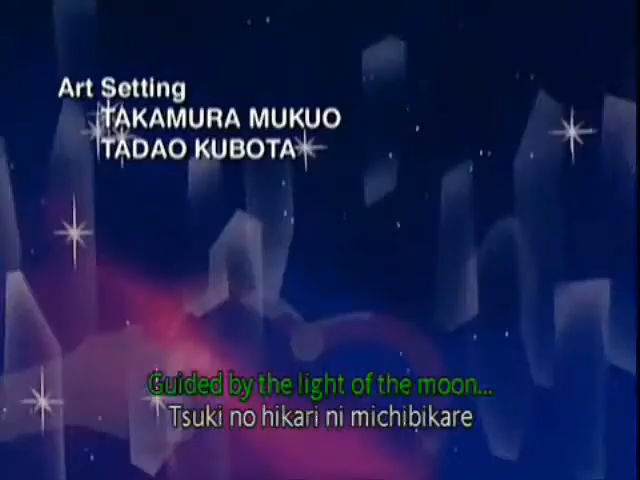 Art Setting
TAKAMURA MUKUO
TADAO KUBOTA
Guided by the light of the moon...
Tsuki no hikari ni michibikare